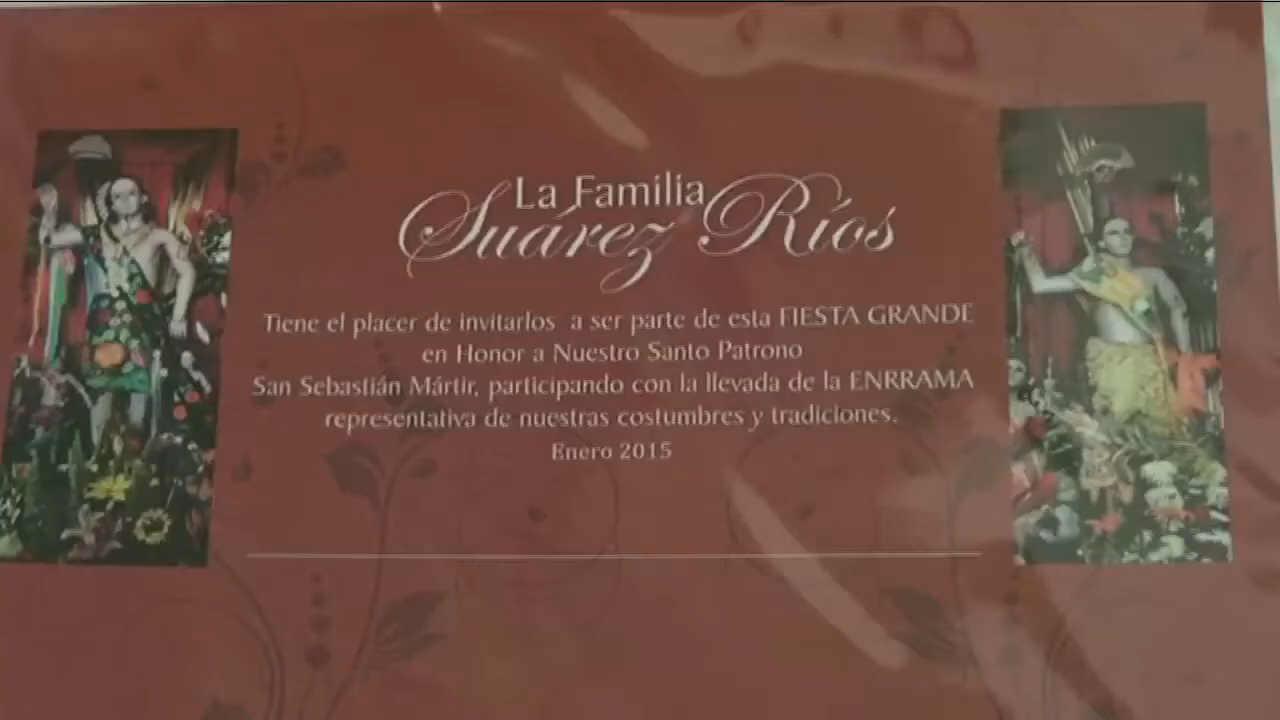 La Familia
Suárez Ríos
Tiene el placer de invitarlos a ser parte de esta FIESTA GRANDE
en Honor a Nuestro Santo Patrono
San Sebastián Mártir, participando con la llevada de la ENRRAMA
representativa de nuestras costumbres y tradiciones.
Enero 2015